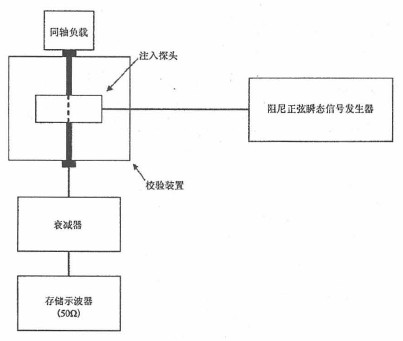 同轴负载
注入探头
阻尼正弦瞬态信号发生器
校验装置
衰减器
存储示波器
(50Ω)